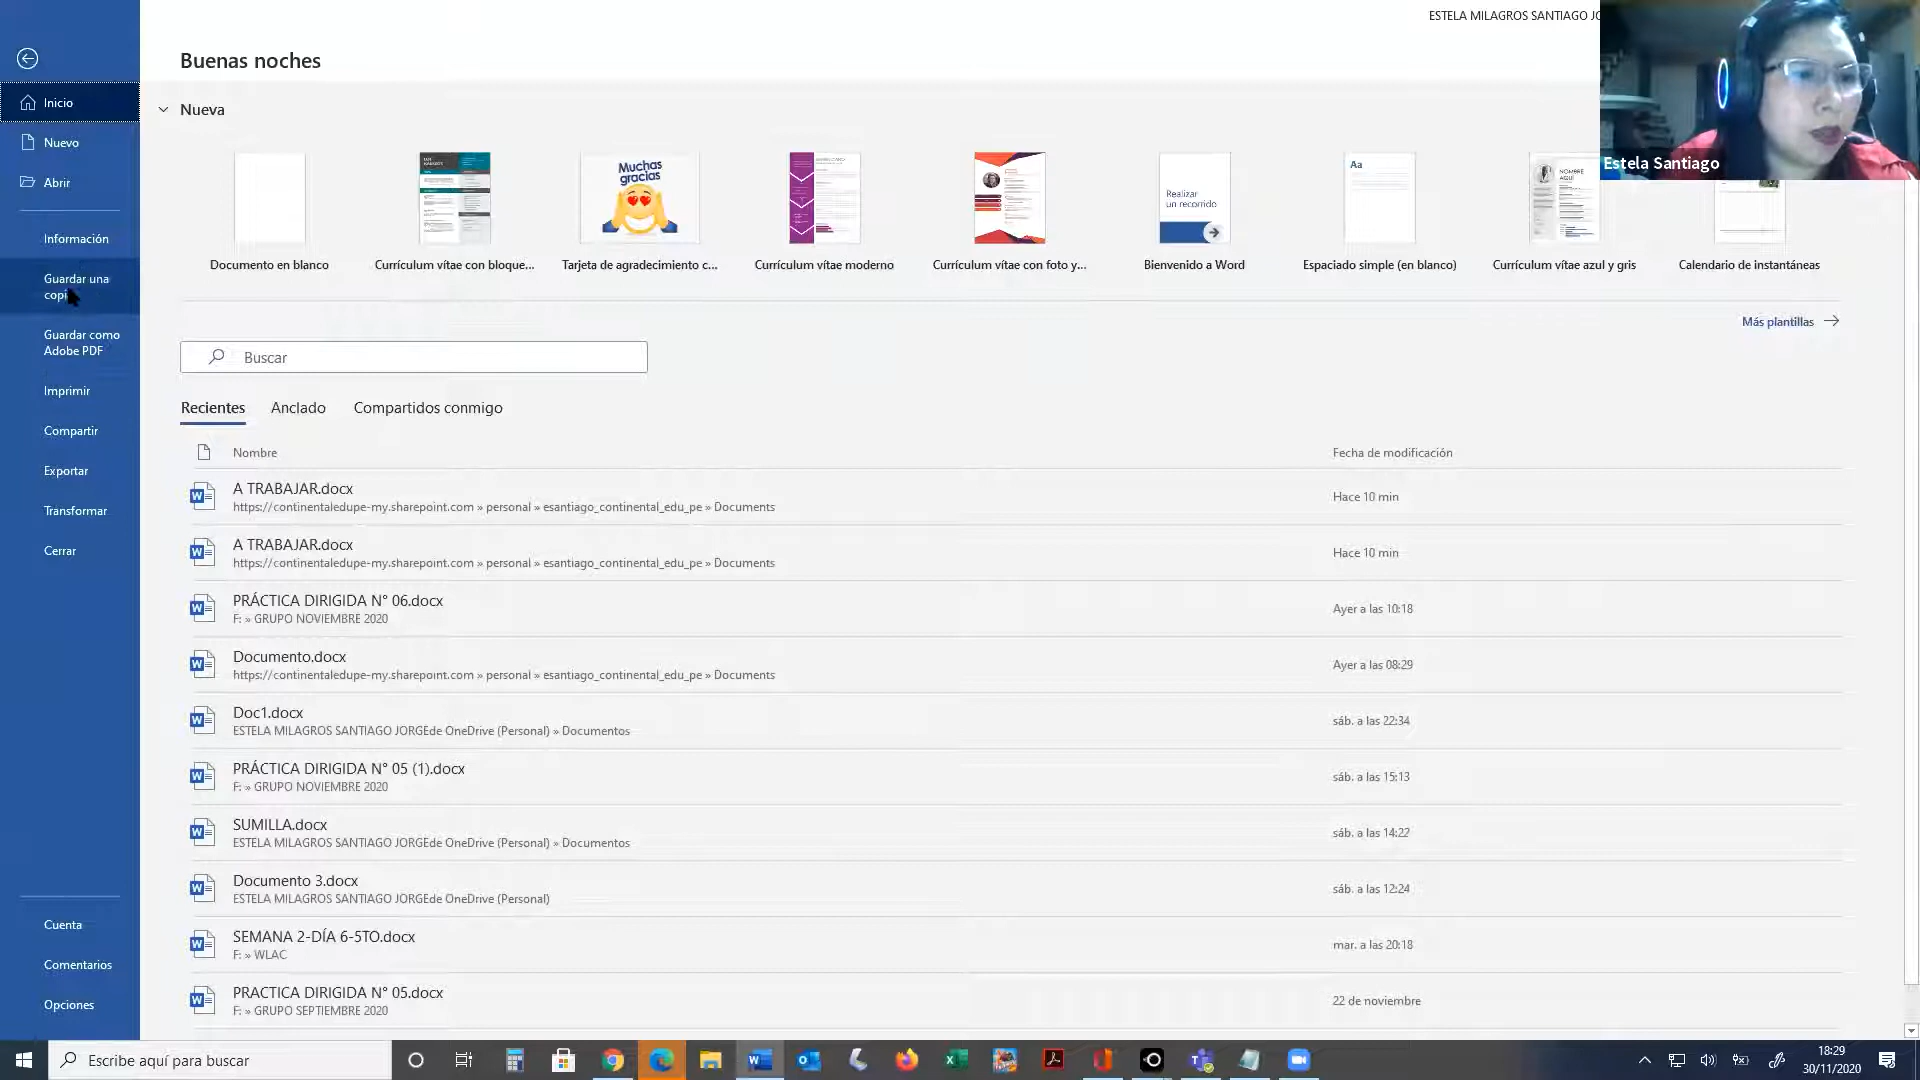 ESTELA MILAGROS SANTIAGO
Estela Santiago
Buenas noches
Inicio
Nuevo
Abrir
Información
Guardar una
Guardar como
Adobe PDF
Imprimir
Compartir
Exportar
Transformar
Cerrar
Cuenta
Comentarios
Opciones
Nueva
Muchas
gracias
Realizar
un recorrido
Aa
NOMBRE
AQUÍ
Documento en blanco
Currículum vítae con bloque...
Tarjeta de agradecimiento c...
Currículum vítae moderno
Currículum vítae con foto y...
Bienvenido a Word
Espaciado simple (en blanco)
Currículum vítae azul y gris
Calendario de instantáneas
Más plantillas
Buscar
Recientes Anclado Compartidos conmigo
Nombre Fecha de modificación
A TRABAJAR.docx
https://continentaledupe-my.sharepoint.com » personal » esantiago_continental_edu_pe » Documents
Hace 10 min
A TRABAJAR.docx
https://continentaledupe-my.sharepoint.com » personal » esantiago_continental_edu_pe » Documents
Hace 10 min
PRÁCTICA DIRIGIDA N° 06.docx
F: » GRUPO NOVIEMBRE 2020
Ayer a las 10:18
Documento.docx
https://continentaledupe-my.sharepoint.com » personal » esantiago_continental_edu_pe » Documents
Ayer a las 08:29
Doc1.docx
ESTELA MILAGROS SANTIAGO JORGEde OneDrive (Personal) » Documentos
sáb. a las 22:34
PRÁCTICA DIRIGIDA N° 05 (1).docx
F: » GRUPO NOVIEMBRE 2020
sáb. a las 15:13
SUMILLA.docx
ESTELA MILAGROS SANTIAGO JORGEde OneDrive (Personal) » Documentos
sáb. a las 14:22
Documento 3.docx
ESTELA MILAGROS SANTIAGO JORGEde OneDrive (Personal)
sáb. a las 12:24
SEMANA 2-DÍA 6-5TO.docx
F: » WLAC
mar. a las 20:18
PRACTICA DIRIGIDA N° 05.docx
F: » GRUPO SEPTIEMBRE 2020
22 de noviembre
Escribe aquí para buscar
18:29
30/11/2020